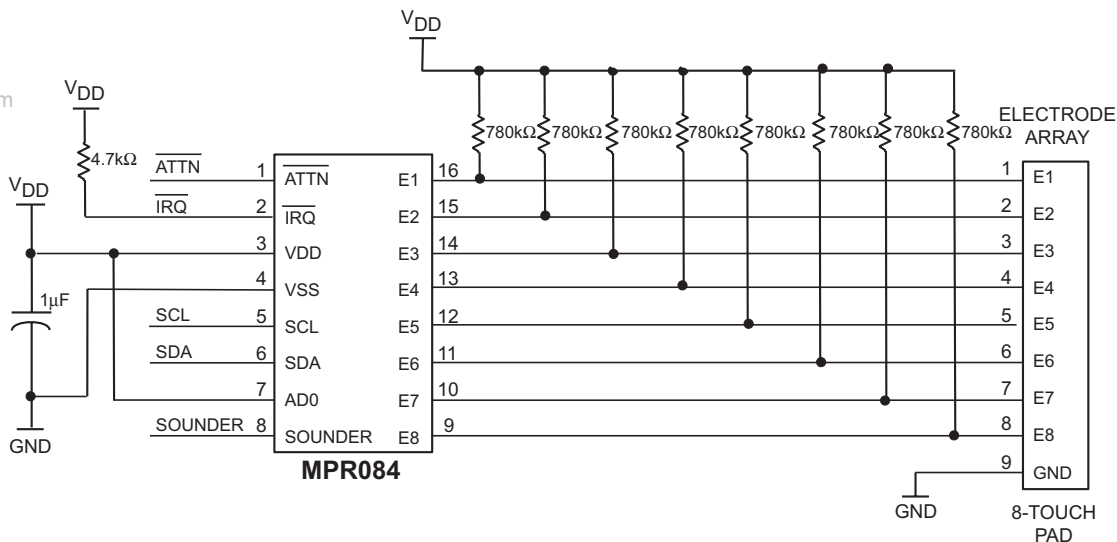 V DD
m
V DD
ELECTRODE
ARRAY
780kΩ 780kΩ 780kΩ 780kΩ 780kΩ 780kΩ 780kΩ 780kΩ
4.7kΩ
ATTN 1 ATTN E1 16 1 E1
V DD
IRQ 2 IRQ E2 15 2 E2
3 VDD E3 14 3 E3
4 VSS E4 13 4 E4
1μF
SCL 5 SCL E5 12 5 E5
SDA 6 SDA E6 11 6 E6
7 AD0 E7 10 7 E7
GND
SOUNDER 8 SOUNDER E8 9 8 E8
MPR084
9 GND
GND
8-TOUCH
PAD